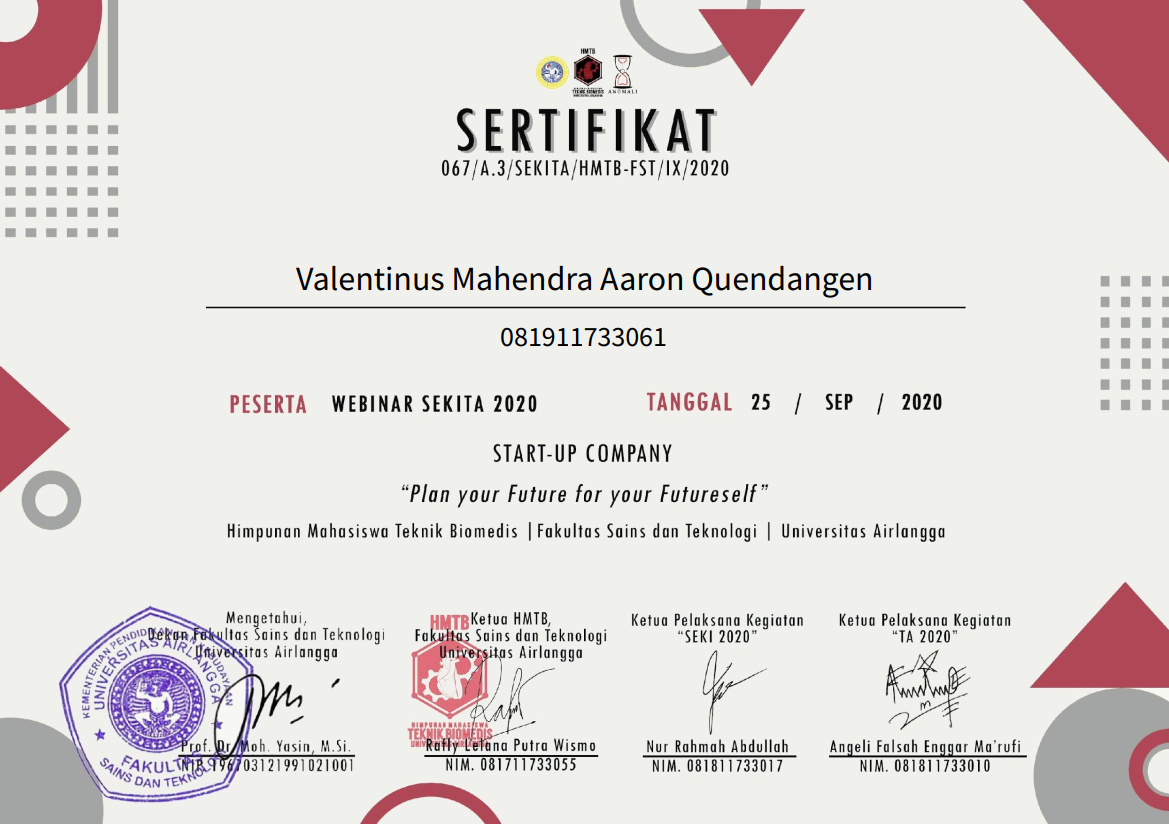 HMTB
TEKNIK BIOMEDIS
ANOMALI
SERTIFIKAT
067/A.3/SEKITA/HMTB-FST/IX/2020
Valentinus Mahendra Aaron Quendangen
081911733061
PESERTA WEBINAR SEKITA 2020 TANGGAL 25 / SEP / 2020
START-UP COMPANY
“Plan your Future for your Futureself”
Himpunan Mahasiswa Teknik Biomedis | Fakultas Sains dan Teknologi | Universitas Airlangga
Mengetahui,
Dekan Fakultas Sains dan Teknologi
Universitas Airlangga
KEMENTERIAN PENDIDIKAN KEBUDAYAAN
UNIVERSITAS AIRLANGGA
FAKULTAS
SAINS DAN TEKNOLOGI
Prof. Dr. Moh. Yasin, M.Si.
NIP. 196703121991021001
HMTB
Ketua HMTB,
Fakultas Sains dan Teknologi
Universitas Airlangga
HIMPUNAN MAHASISWA
TEKNIK BIOMEDIS
UNIVERSITAS AIRLANGGA
Rafly Letana Putra Wismo
NIM. 081711733055
Ketua Pelaksana Kegiatan
“SEKI 2020”
Nur Rahmah Abdullah
NIM. 081811733017
Ketua Pelaksana Kegiatan
“TA 2020”
Angeli Falsah Enggar Ma'rufi
NIM. 081811733010